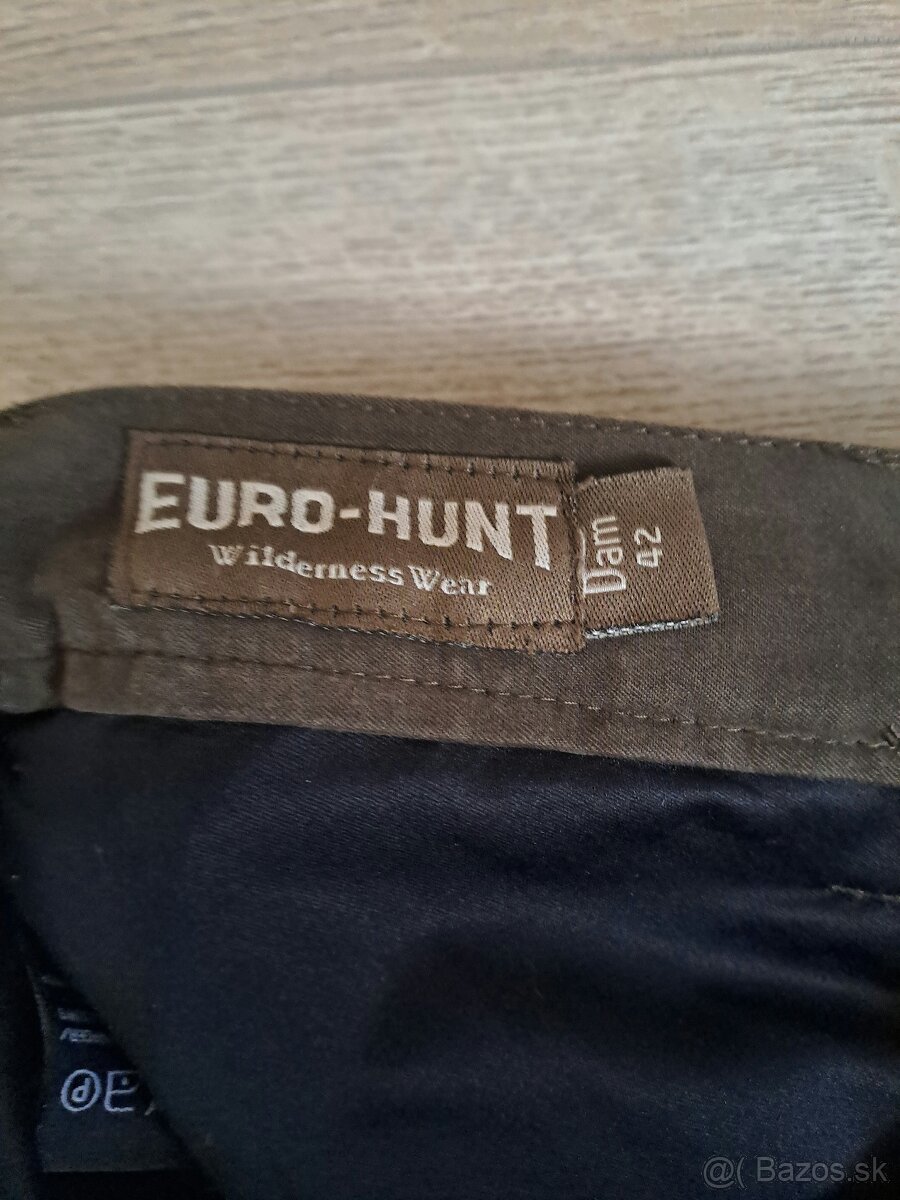 EURO-HUNT
Wilderness Wear
Dam
42
@( Bazos.sk